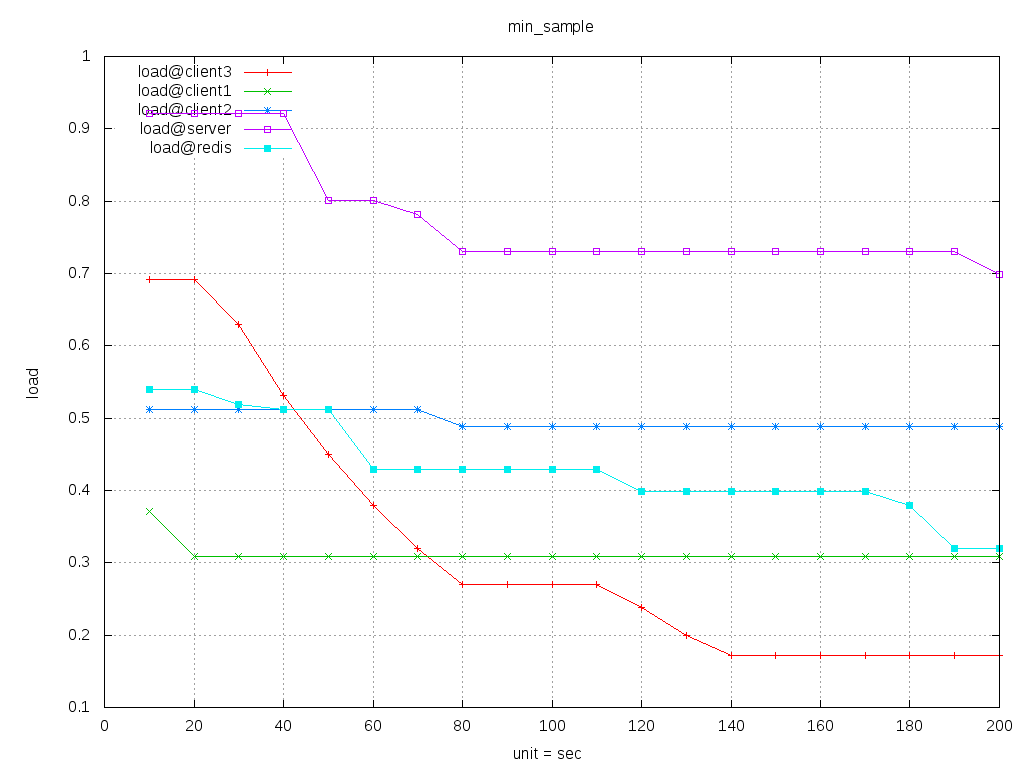 min_sample
load@client3
load@client1
load@client2
load@server
load@redis
1
0.9
0.8
0.7
0.6
0.5
0.4
0.3
0.2
0.1
load
0 20 40 60 80 100 120 140 160 180 200
unit = sec